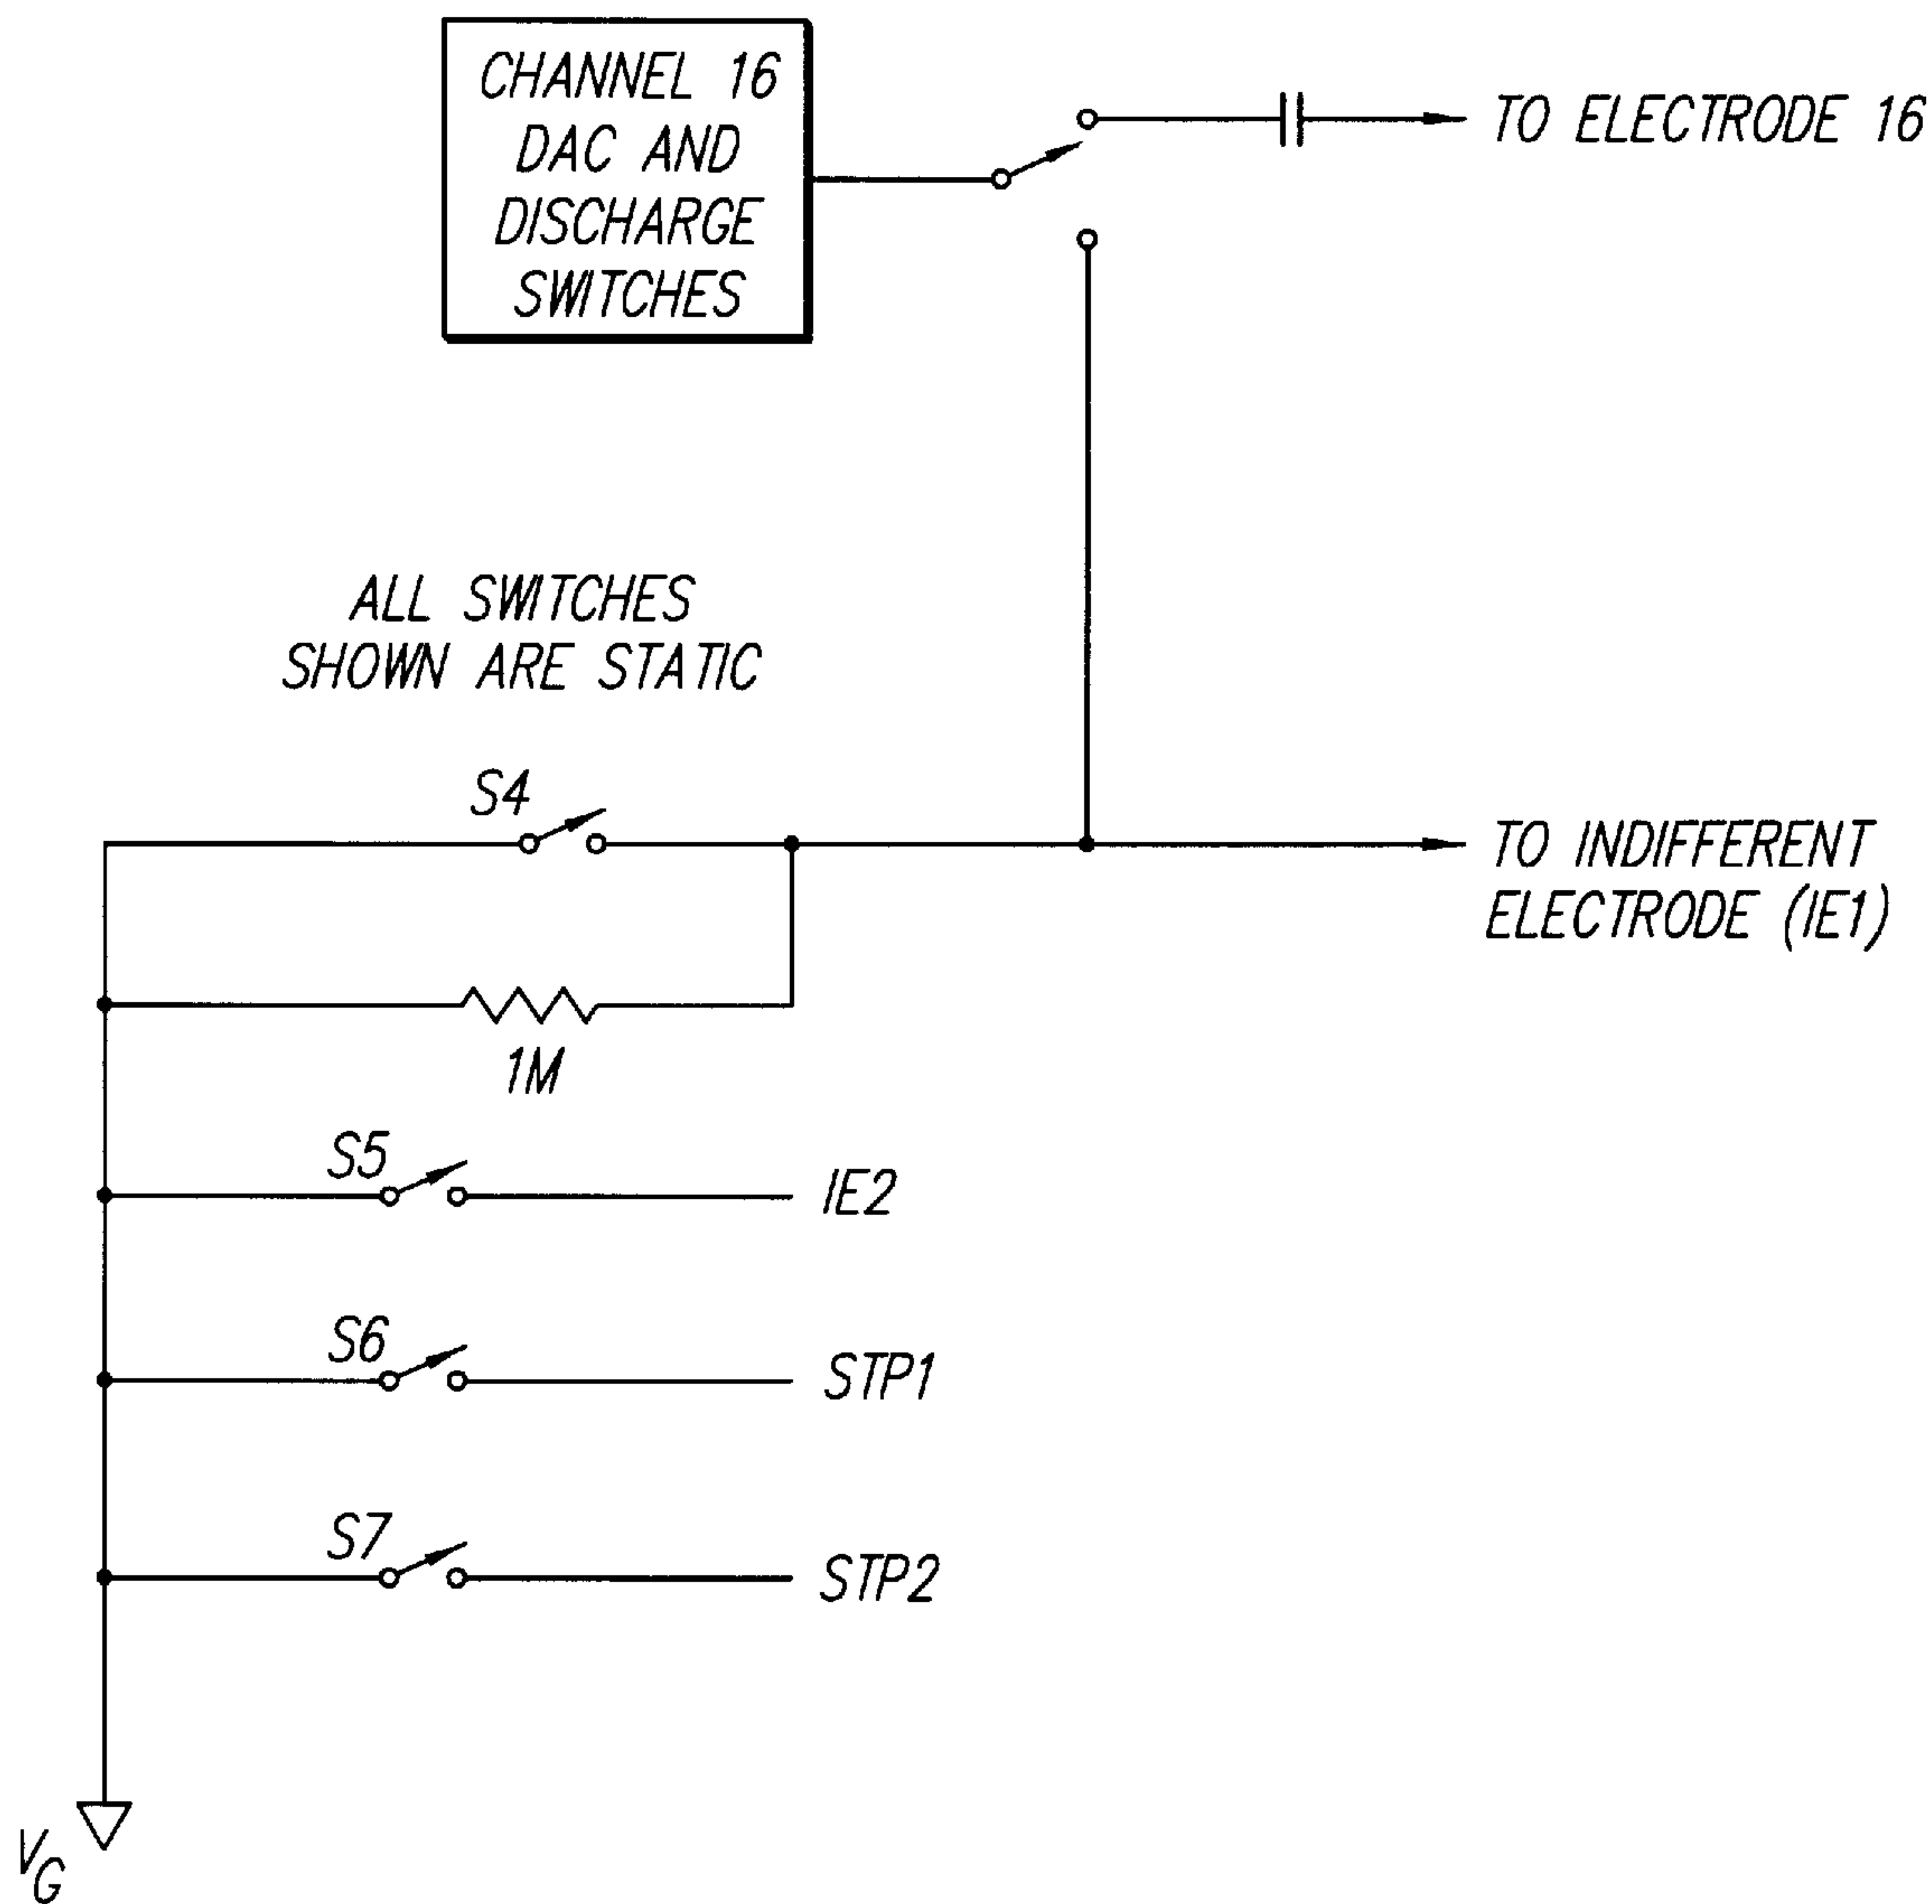 CHANNEL 16
DAC AND
DISCHARGE
SWITCHES
TO ELECTRODE 16
ALL SWITCHES
SHOWN ARE STATIC
S4
TO INDIFFERENT
ELECTRODE (IE1)
1M
S5
IE2
S6
STP1
S7
STP2
VG